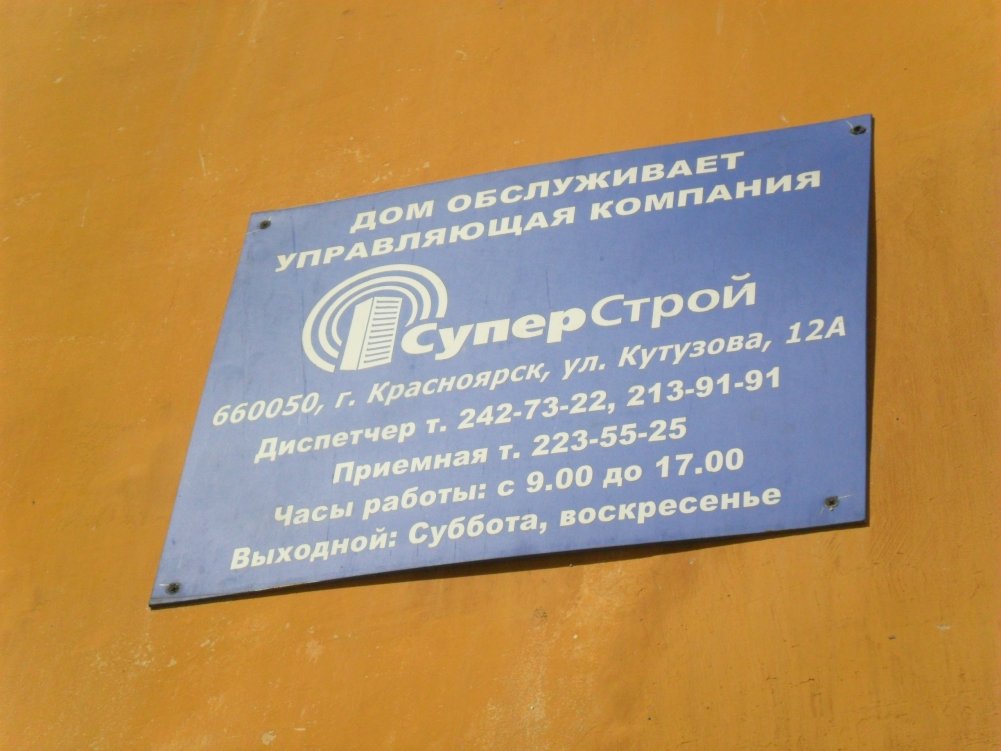 ДОМ ОБСЛУЖИВАЕТ
УПРАВЛЯЮЩАЯ КОМПАНИЯ
СуперСтрой
660050, г. Красноярск, ул. Кутузова, 12А
Диспетчер т. 242-73-22, 213-91-91
Приемная т. 223-55-25
Часы работы: с 9.00 до 17.00
Выходной: Суббота, воскресенье